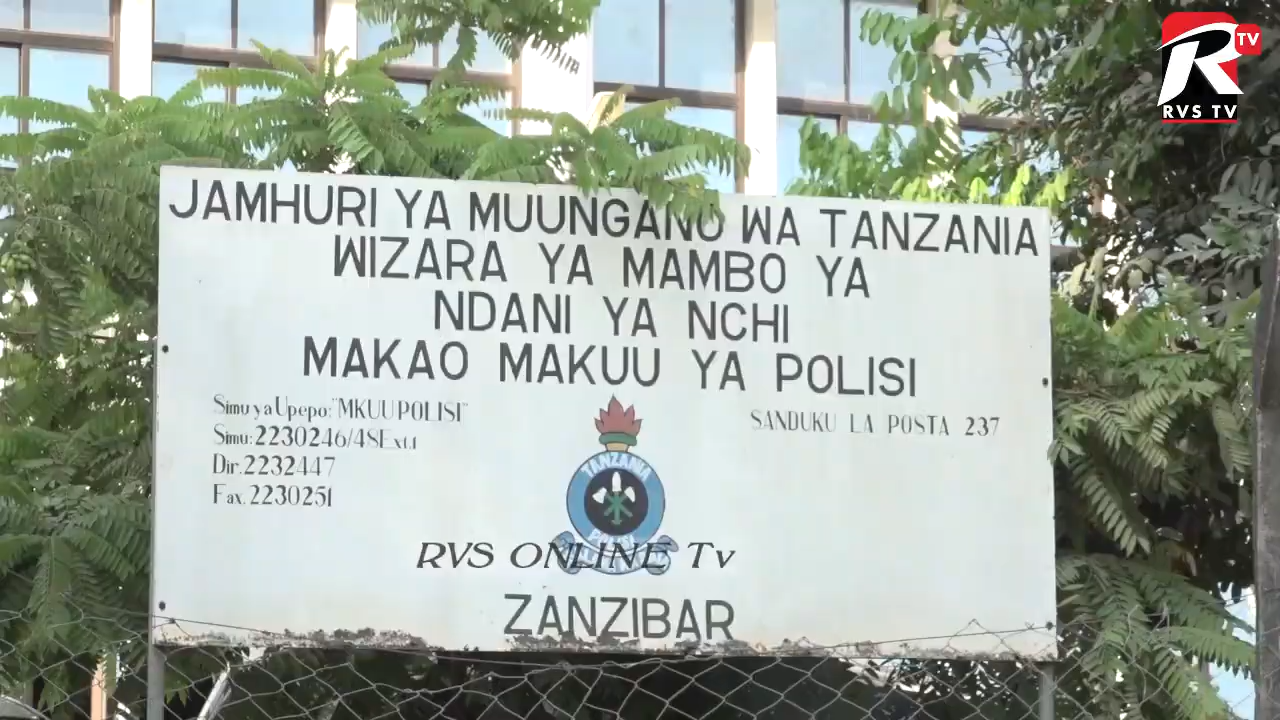 TV
R
RVS TV
JAMHURI YA MUUNGANO WA TANZANIA
WIZARA YA MAMBO YA
NDANI YA NCHI
MAKAO MAKUU YA POLISI
Simu ya Upepo: "MKUUPOLISI"
SANDUKU LA POSTA 237
Simu: 2230246/48Ext.1
Dir. 2232447
Fax. 2230251
TANZANIA
POLISI
RVS ONLINE Tv
ZANZIBAR